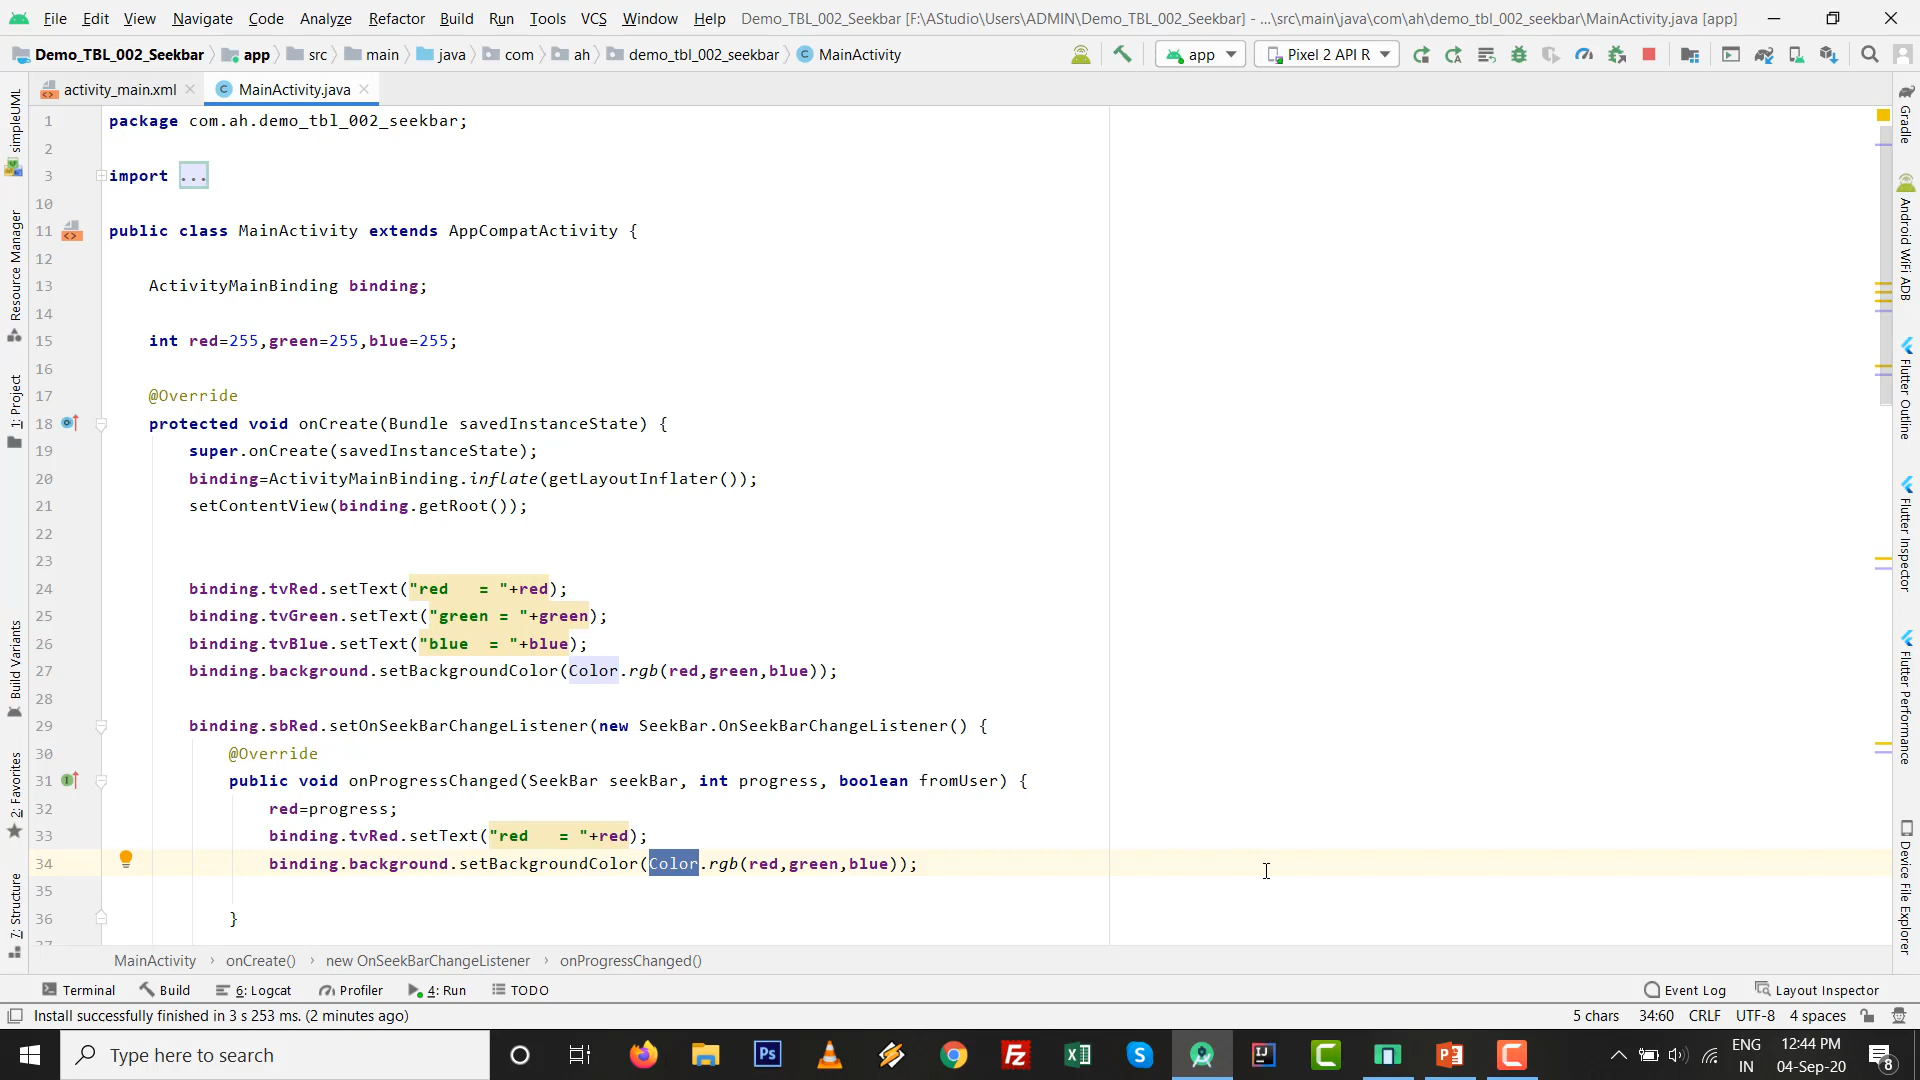 File Edit View Navigate Code Analyze Refactor Build Run Tools VCS Window Help Demo_TBL_002_Seekbar [F:\AStudio\Users\ADMIN\Demo_TBL_002_Seekbar] - ...\src\main\java\com\ah\demo_tbl_002_seekbar\MainActivity.java [app]
Demo_TBL_002_Seekbar app src main java com ah demo_tbl_002_seekbar MainActivity app Pixel 2 API R
activity_main.xml MainActivity.java
1 package com.ah.demo_tbl_002_seekbar;
2
3 import ...
10
11 public class MainActivity extends AppCompatActivity {
12
13 ActivityMainBinding binding;
14
15 int red=255,green=255,blue=255;
16
17 @Override
18 protected void onCreate(Bundle savedInstanceState) {
19 super.onCreate(savedInstanceState);
20 binding=ActivityMainBinding.inflate(getLayoutInflater());
21 setContentView(binding.getRoot());
22
23
24 binding.tvRed.setText("red   = "+red);
25 binding.tvGreen.setText("green = "+green);
26 binding.tvBlue.setText("blue  = "+blue);
27 binding.background.setBackgroundColor(Color.rgb(red,green,blue));
28
29 binding.sbRed.setOnSeekBarChangeListener(new SeekBar.OnSeekBarChangeListener() {
30 @Override
31 public void onProgressChanged(SeekBar seekBar, int progress, boolean fromUser) {
32 red=progress;
33 binding.tvRed.setText("red   = "+red);
34 binding.background.setBackgroundColor(Color.rgb(red,green,blue));
35
36 }
37
simpleUML
Resource Manager
1: Project
Build Variants
2: Favorites
7: Structure
Gradle
Android WiFi ADB
Flutter Outline
Flutter Inspector
Flutter Performance
Device File Explorer
MainActivity › onCreate() › new OnSeekBarChangeListener › onProgressChanged()
Terminal Build 6: Logcat Profiler 4: Run TODO Event Log Layout Inspector
Install successfully finished in 3 s 253 ms. (2 minutes ago) 5 chars 34:60 CRLF UTF-8 4 spaces
Type here to search
ENG
IN
12:44 PM
04-Sep-20
8